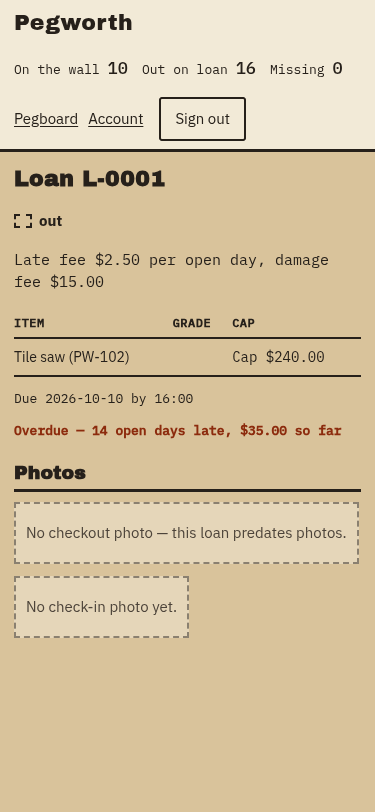 Pegworth
On the wall 10 Out on loan 16 Missing 0
Pegboard Account Sign out
Loan L-0001
out
Late fee $2.50 per open day, damage
fee $15.00
ITEM GRADE CAP
Tile saw (PW-102) Cap $240.00
Due 2026-10-10 by 16:00
Overdue — 14 open days late, $35.00 so far
Photos
No checkout photo — this loan predates photos.
No check-in photo yet.